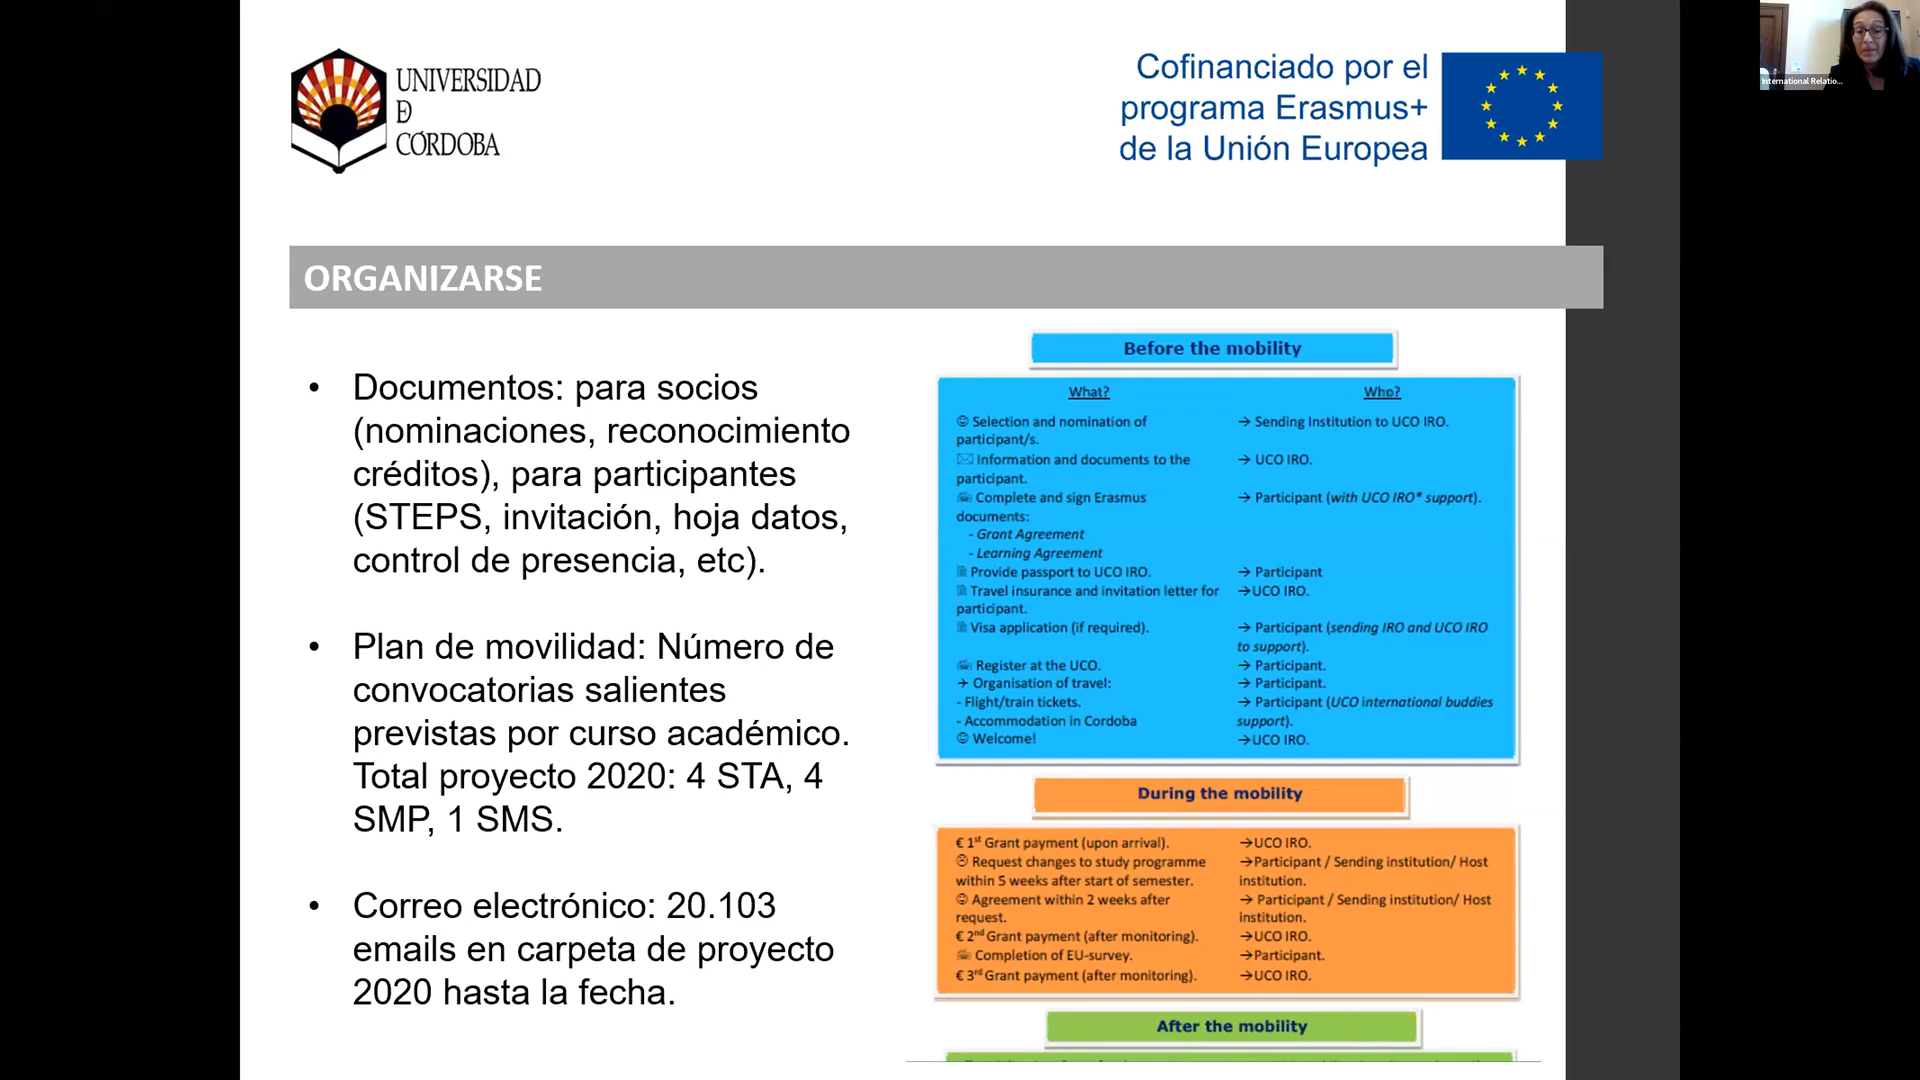 UNIVERSIDAD
DE
CÓRDOBA
Cofinanciado por el
programa Erasmus+
de la Unión Europea
International Relatio...
ORGANIZARSE
• Documentos: para socios
(nominaciones, reconocimiento
créditos), para participantes
(STEPS, invitación, hoja datos,
control de presencia, etc).
• Plan de movilidad: Número de
convocatorias salientes
previstas por curso académico.
Total proyecto 2020: 4 STA, 4
SMP, 1 SMS.
• Correo electrónico: 20.103
emails en carpeta de proyecto
2020 hasta la fecha.
Before the mobility
What? Who?
☺ Selection and nomination of → Sending Institution to UCO IRO.
participant/s.
✉ Information and documents to the → UCO IRO.
participant.
Complete and sign Erasmus → Participant (with UCO IRO* support).
documents:
- Grant Agreement
- Learning Agreement
Provide passport to UCO IRO. → Participant
Travel insurance and invitation letter for →UCO IRO.
participant.
Visa application (if required). → Participant (sending IRO and UCO IRO
to support).
Register at the UCO. → Participant.
✈ Organisation of travel: → Participant.
- Flight/train tickets. → Participant (UCO international buddies
- Accommodation in Cordoba support).
☺ Welcome! →UCO IRO.
During the mobility
€ 1st Grant payment (upon arrival). →UCO IRO.
☹ Request changes to study programme →Participant / Sending institution/ Host
within 5 weeks after start of semester. institution.
☺ Agreement within 2 weeks after → Participant / Sending institution/ Host
request. institution.
€ 2nd Grant payment (after monitoring). →UCO IRO.
Completion of EU-survey. →Participant.
€ 3rd Grant payment (after monitoring). →UCO IRO.
After the mobility